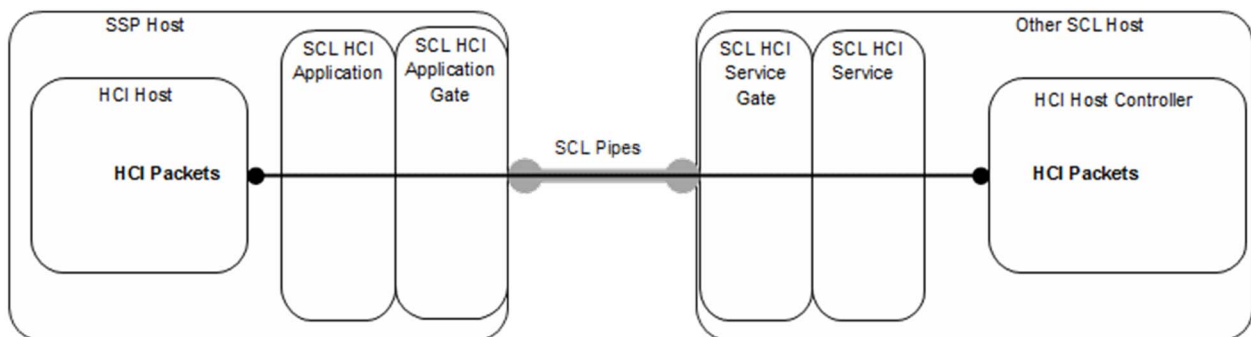 SSP Host
HCI Host
HCI Packets
SCL HCI
Application
SCL HCI
Application
Gate
SCL Pipes
Other SCL Host
SCL HCI
Service
Gate
SCL HCI
Service
HCI Host Controller
HCI Packets